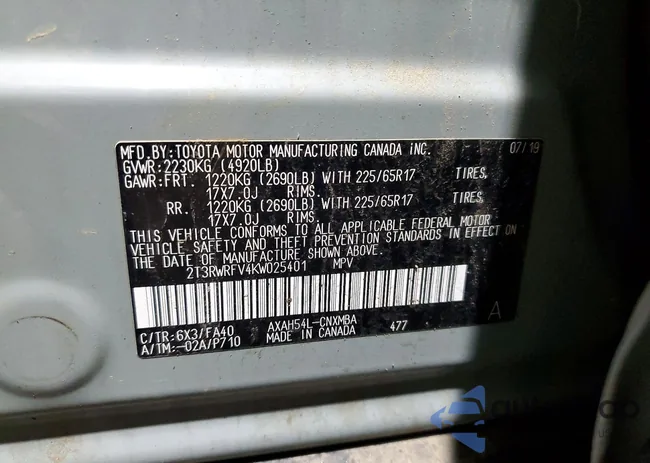 MFD.BY:TOYOTA MOTOR MANUFACTURING CANADA iNC. 07/19
GVWR:2230KG (4920LB)
GAWR:FRT. 1220KG (2690LB) WITH 225/65R17 TIRES,
17X7.0J RIMS.
RR. 1220KG (2690LB) WITH 225/65R17 TIRES,
17X7.0J RIMS.
THIS VEHICLE CONFORMS TO ALL APPLICABLE FEDERAL MOTOR
VEHICLE SAFETY AND THEFT PREVENTION STANDARDS IN EFFECT ON
THE DATE OF MANUFACTURE SHOWN ABOVE.
2T3RWRFV4KW025401 MPV
C/TR:6X3/FA40 AXAH54L-CNXMBA 477 A
A/TM:-02A/P710 MADE IN CANADA